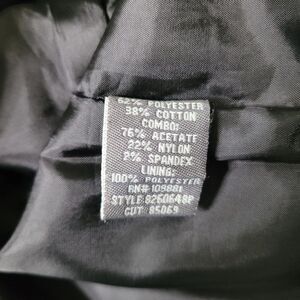 62% POLYESTER
38% COTTON
COMBO:
76% ACETATE
22% NYLON
2% SPANDEX
LINING:
100% POLYESTER
RN# 109881
STYLE 8260648P
CUT: 85069